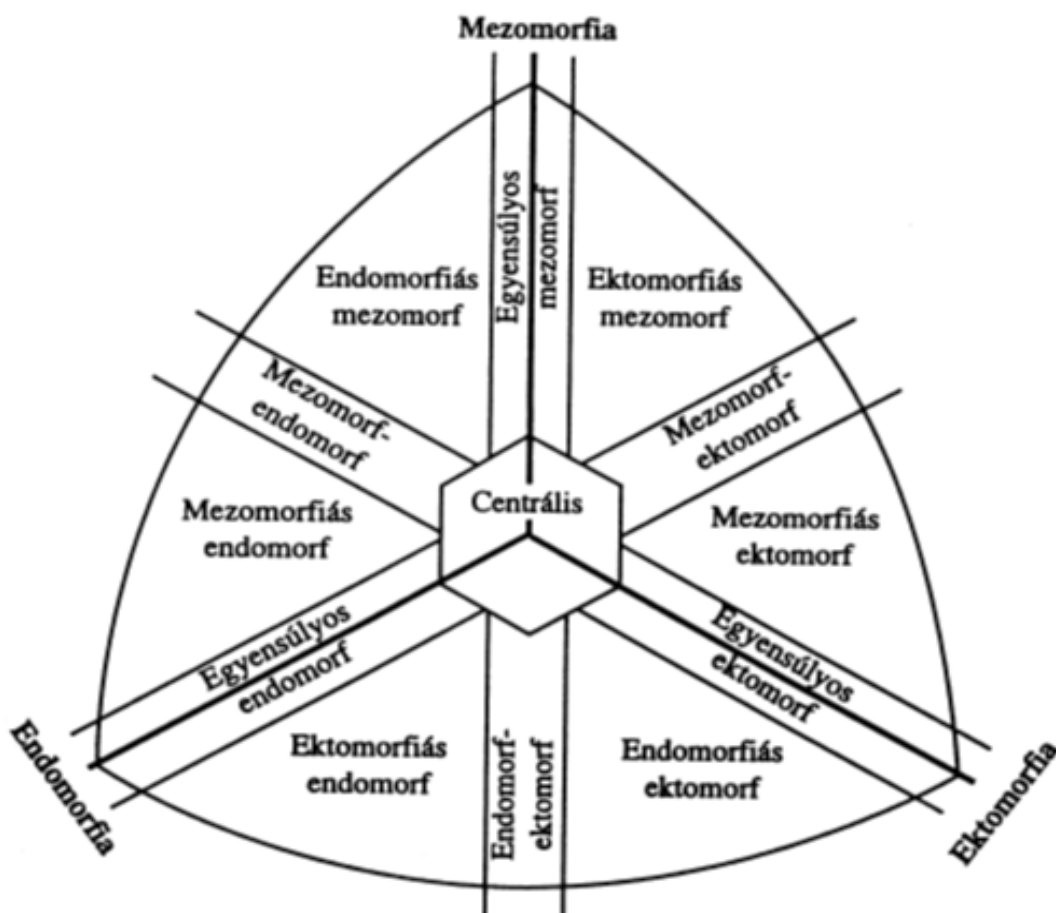 Mezomorfia
Egyensúlyos
mezomorf
Endomorfiás
mezomorf
Ektomorfiás
mezomorf
Mezomorf-
endomorf
Mezomorf-
ektomorf
Centrális
Mezomorfiás
endomorf
Mezomorfiás
ektomorf
Egyensúlyos
endomorf
Egyensúlyos
ektomorf
Ektomorfiás
endomorf
Endomorf-
ektomorf
Endomorfiás
ektomorf
Endomorfia
Ektomorfia